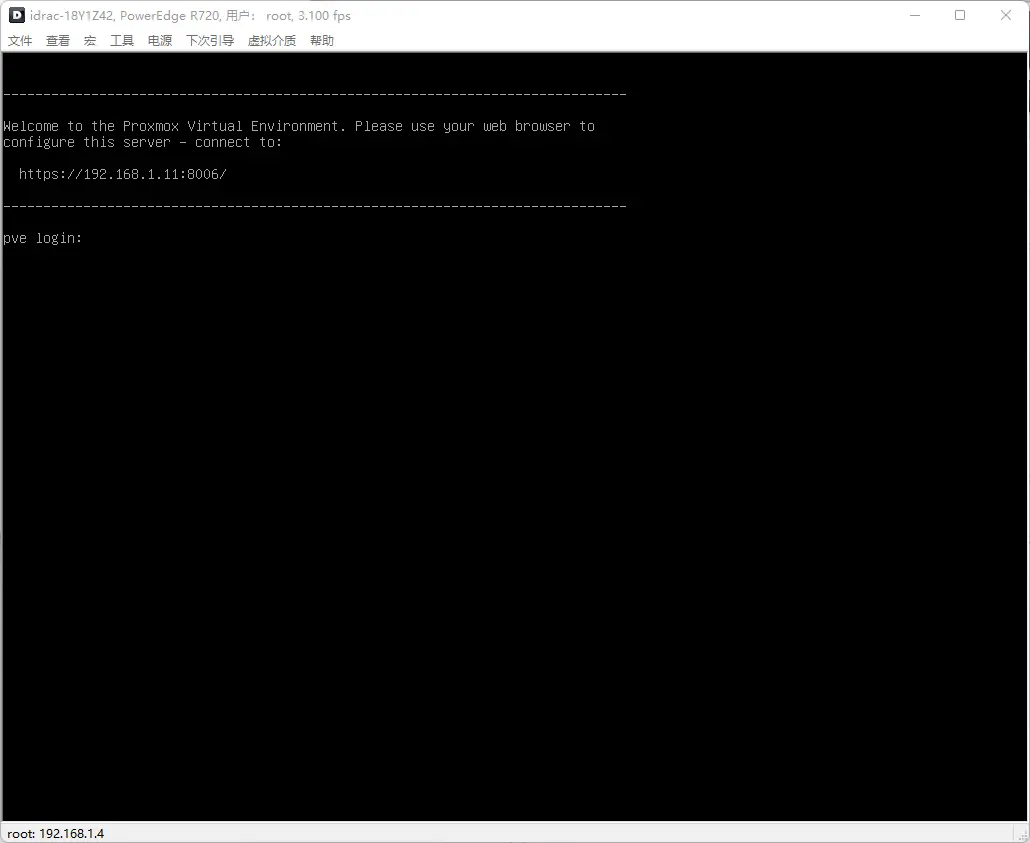 idrac-18Y1Z42, PowerEdge R720, 用户: root, 3.100 fps
文件 查看 宏 工具 电源 下次引导 虚拟介质 帮助
------------------------------------------------------------------------------
Welcome to the Proxmox Virtual Environment. Please use your web browser to
configure this server - connect to:
https://192.168.1.11:8006/
------------------------------------------------------------------------------
pve login:
root: 192.168.1.4